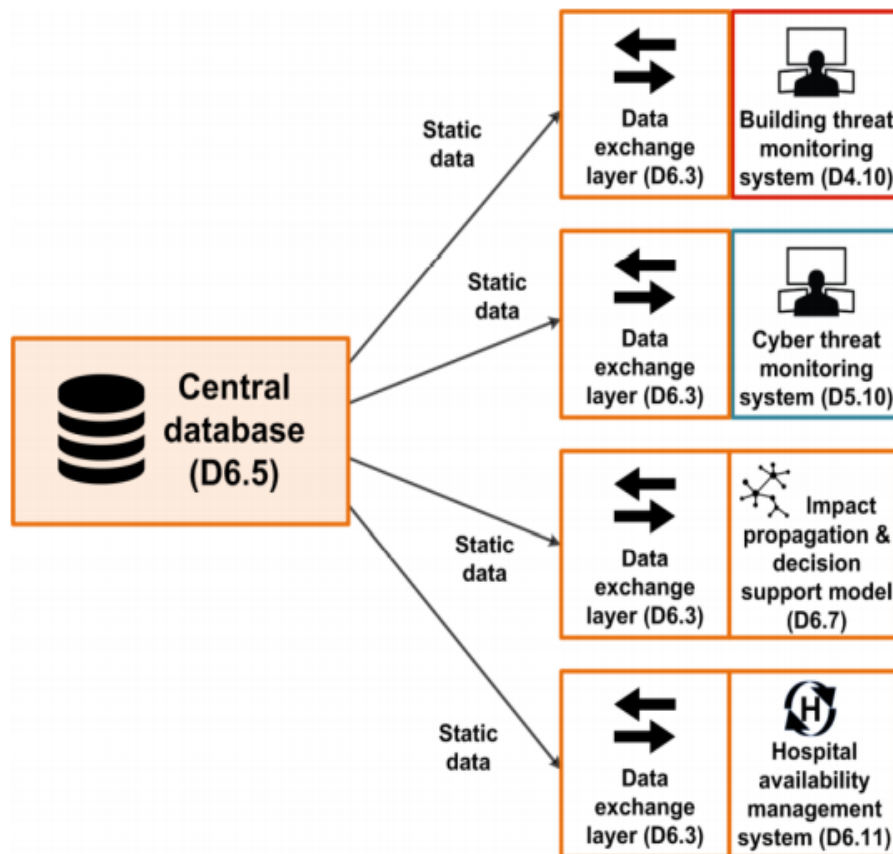 Static
data
Data
exchange
layer (D6.3)
Building threat
monitoring
system (D4.10)
Static
data
Data
exchange
layer (D6.3)
Cyber threat
monitoring
system (D5.10)
Central
database
(D6.5)
Static
data
Data
exchange
layer (D6.3)
Impact
propagation &
decision
support model
(D6.7)
Static
data
Data
exchange
layer (D6.3)
H
Hospital
availability
management
system (D6.11)